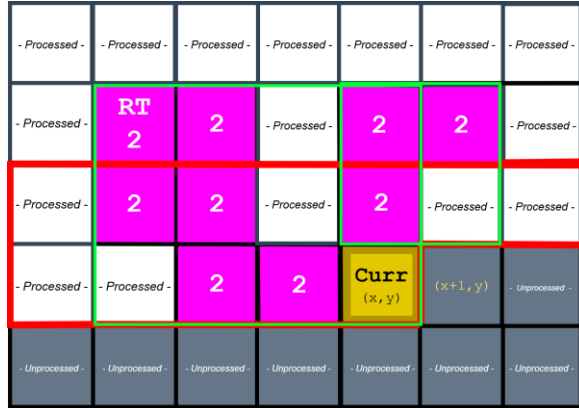 - Processed - - Processed - - Processed - - Processed - - Processed - - Processed - - Processed -
- Processed - RT 2 - Processed - 2 2 - Processed -
2
- Processed - 2 2 - Processed - 2 - Processed - - Processed -
- Processed - - Processed - 2 2 Curr (x+1, y) - Unprocessed -
(x, y)
- Unprocessed - - Unprocessed - - Unprocessed - - Unprocessed - - Unprocessed - - Unprocessed - - Unprocessed -